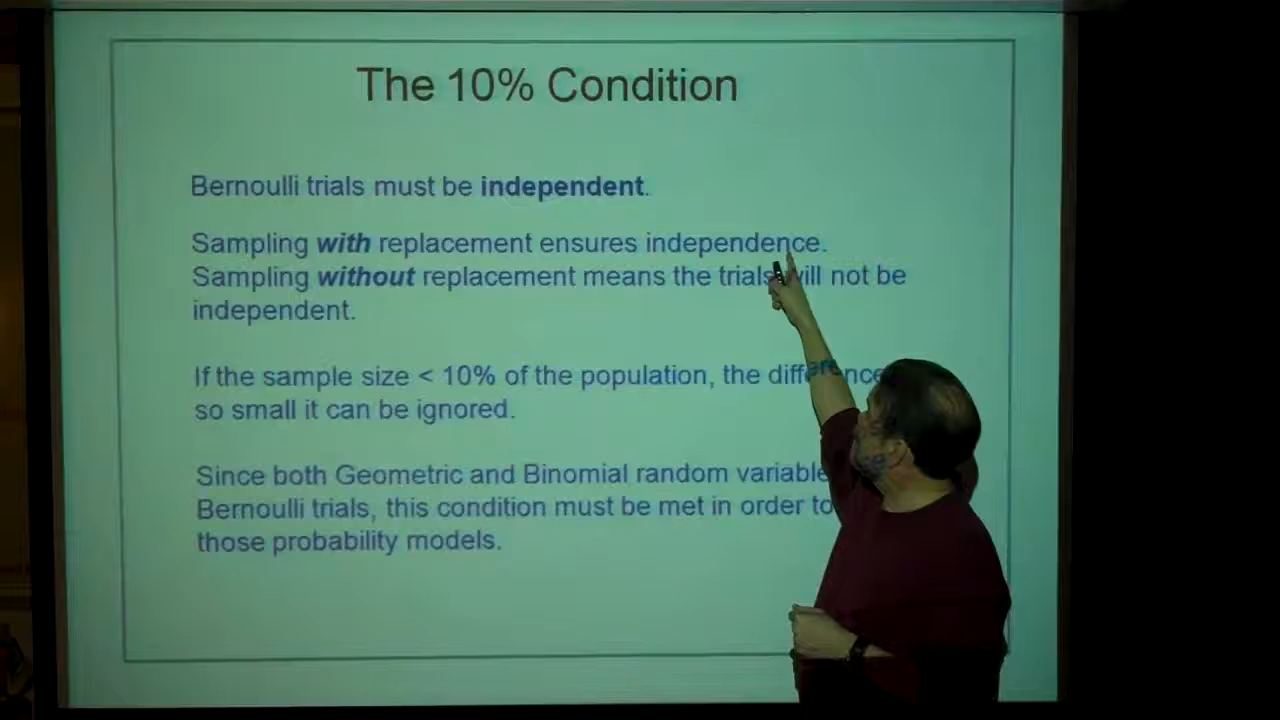 The 10% Condition
Bernoulli trials must be independent.
Sampling with replacement ensures independence.
Sampling without replacement means the trials will not be
independent.
If the sample size < 10% of the population, the difference
so small it can be ignored.
Since both Geometric and Binomial random variable
Bernoulli trials, this condition must be met in order to
those probability models.